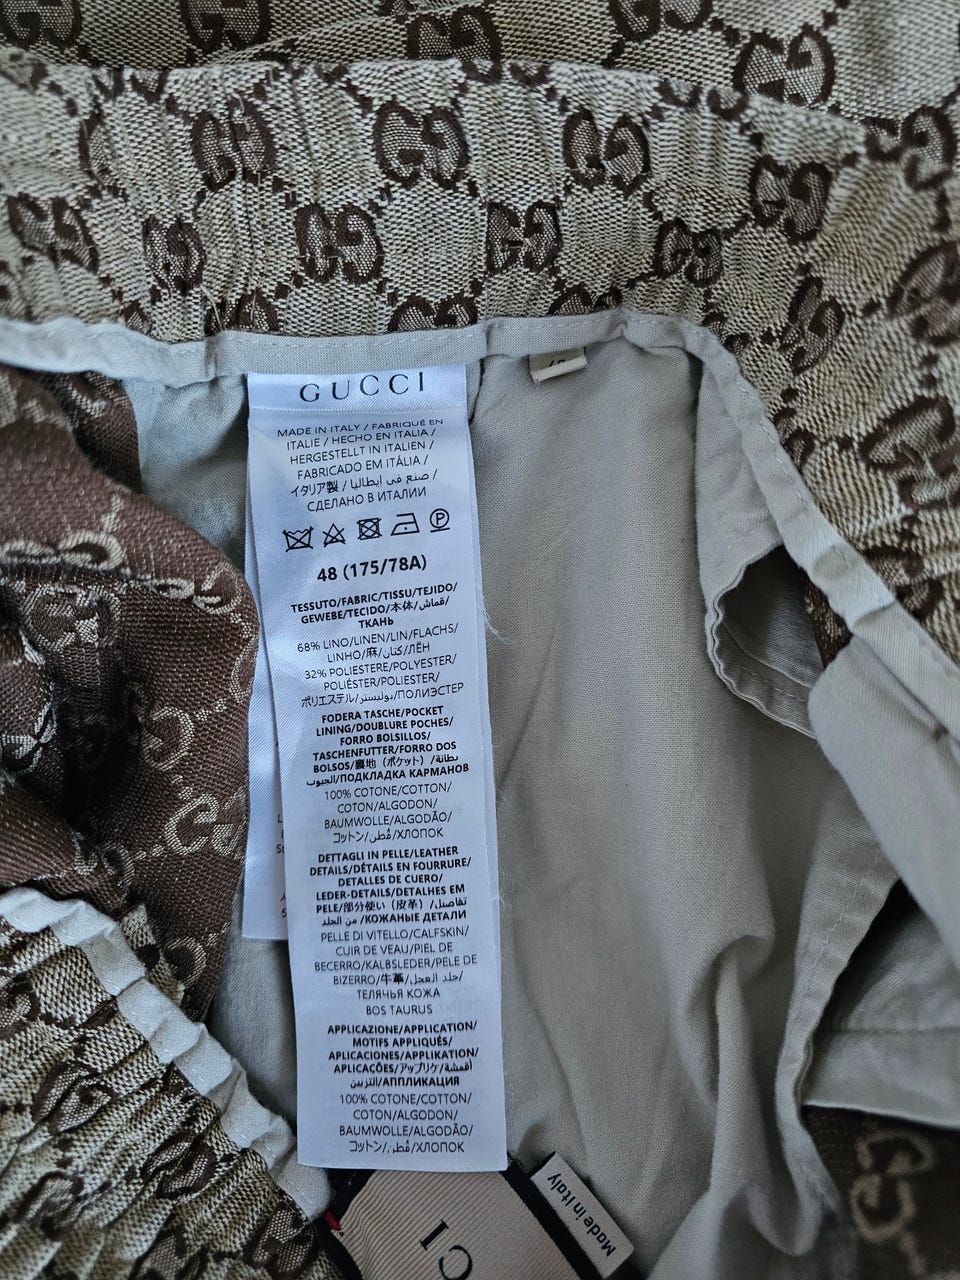 GUCCI
MADE IN ITALY / FABRIQUÉ EN
ITALIE / HECHO EN ITALIA /
HERGESTELLT IN ITALIEN /
FABRICADO EM ITÁLIA /
イタリア製 / صنع في إيطاليا /
СДЕЛАНО В ИТАЛИИ
P
48 (175/78A)
TESSUTO/FABRIC/TISSU/TEJIDO/
GEWEBE/TECIDO/本体/قماش/
ТКАНЬ
68% LINO/LINEN/LIN/FLACHS/
LINHO/麻/كتان/ЛЁН
32% POLIESTERE/POLYESTER/
POLIÉSTER/POLIESTER/
ポリエステル/بوليستر/ПОЛИЭСТЕР
FODERA TASCHE/POCKET
LINING/DOUBLURE POCHES/
FORRO BOLSILLOS/
TASCHENFUTTER/FORRO DOS
BOLSOS/裏地（ポケット）/بطانة
الجيوب/ПОДКЛАДКА КАРМАНОВ
100% COTONE/COTTON/
COTON/ALGODON/
BAUMWOLLE/ALGODÃO/
コットン/قُطن/ХЛОПОК
DETTAGLI IN PELLE/LEATHER
DETAILS/DÉTAILS EN FOURRURE/
DETALLES DE CUERO/
LEDER-DETAILS/DETALHES EM
PELE/部分使い（皮革）/تفاصيل
من الجلد/КОЖАНЫЕ ДЕТАЛИ
PELLE DI VITELLO/CALFSKIN/
CUIR DE VEAU/PIEL DE
BECERRO/KALBSLEDER/PELE DE
BIZERRO/牛革/جلد العجل/
ТЕЛЯЧЬЯ КОЖА
BOS TAURUS
APPLICAZIONE/APPLICATION/
MOTIFS APPLIQUÉS/
APLICACIONES/APPLIKATION/
APLICAÇÕES/アップリケ/أقمشة
التزيين/АППЛИКАЦИЯ
100% COTONE/COTTON/
COTON/ALGODON/
BAUMWOLLE/ALGODÃO/
コットン/قُطن/ХЛОПОК
CI
Made in Italy